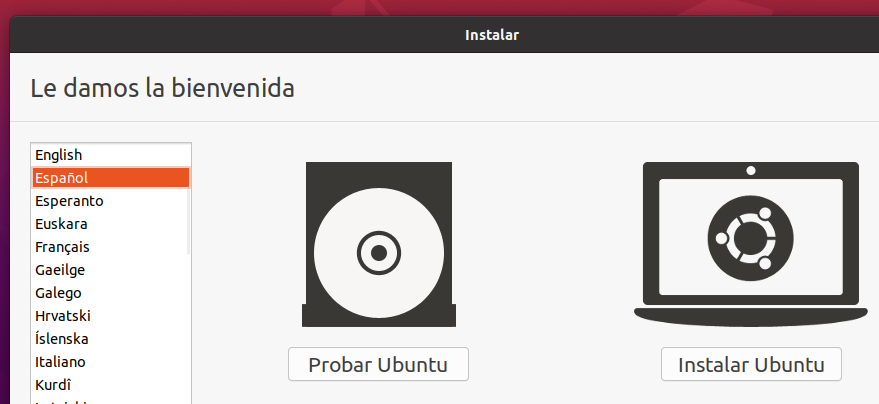 Instalar
Le damos la bienvenida
English
Español
Esperanto
Euskara
Français
Gaeilge
Galego
Hrvatski
Íslenska
Italiano
Kurdî
Probar Ubuntu
Instalar Ubuntu